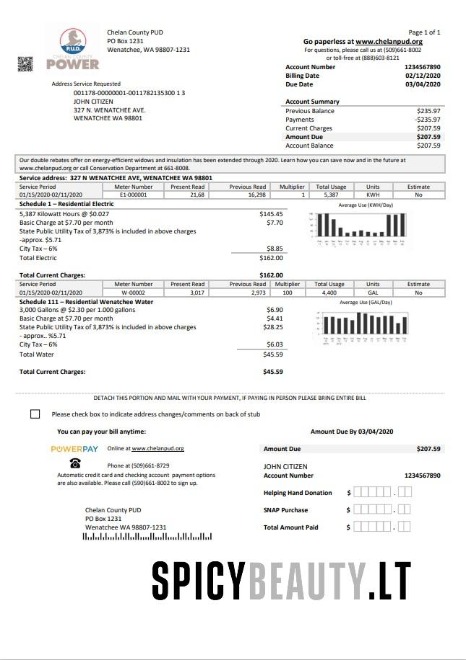 Chelan County PUD
PO Box 1231
Wenatchee, WA 98807-1231
P.U.D.
POWER
Page 1 of 1
Go paperless at www.chelanpud.org
For questions, please call us at (509)661-8002
or toll-free at (888)603-8121
Account Number 1234567890
Billing Date 02/12/2020
Due Date 03/04/2020
Address Service Requested
001178-00000001-0011782135300 1 3
JOHN CITIZEN
327 N. WENATCHEE AVE.
WENATCHEE WA 98801
Account Summary
Previous Balance $235.97
Payments -$235.97
Current Charges $207.59
Amount Due $207.59
Account Balance $207.59
Our double rebates offer on energy-efficient widows and insulation has been extended through 2020. Learn how you can save now and in the future at
www.chelanpud.org or call Conservation Department at 661-8008.
Service address: 327 N WENATCHEE AVE, WENATCHEE WA 98801
Service Period Meter Number Present Read Previous Read Multiplier Total Usage Units Estimate
01/15/2020-02/11/2020 E1-000001 21,68 16,298 1 5,387 KWH No
Schedule 1 – Residential Electric
Average Use (KWH/Day)
5,387 Kilowatt Hours @ $0.027 $145.45
Basic Charge at $7.70 per month $7.70
State Public Utility Tax of 3,873% is included in above charges
-approx. $5.71
City Tax – 6% $8.85
Total Electric $162.00
Total Current Charges: $162.00
Service Period Meter Number Present Read Previous Read Multiplier Total Usage Units Estimate
01/15/2020-02/11/2020 W-00002 3,017 2,973 100 4,400 GAL No
Schedule 111 – Residential Wenatchee Water
Average Use (GAL/Day)
3,000 Gallons @ $2.30 per 1.000 gallons $6.90
Basic Charge at $7.70 per month $4.41
State Public Utility Tax of 3,873% is included in above charges $28.25
- approx.. %5.71
City Tax – 6% $6.03
Total Water $45.59
Total Current Charges: $45.59
DETACH THIS PORTION AND MAIL WITH YOUR PAYMENT, IF PAYING IN PERSON PLEASE BRING ENTIRE BILL
Please check box to indicate address changes/comments on back of stub
You can pay your bill anytime: Amount Due By 03/04/2020
POWERPAY Online at www.chelanpud.org
Amount Due $207.59
Phone at (509)661-8729
JOHN CITIZEN
Automatic credit card and checking account payment options
are also available. Please call (590)661-8002 to sign up.
Account Number 1234567890
Helping Hand Donation $
SNAP Purchase $
Total Amount Paid $
Chelan County PUD
PO Box 1231
Wenatchee WA 98807-1231
SPICYBEAUTY.LT